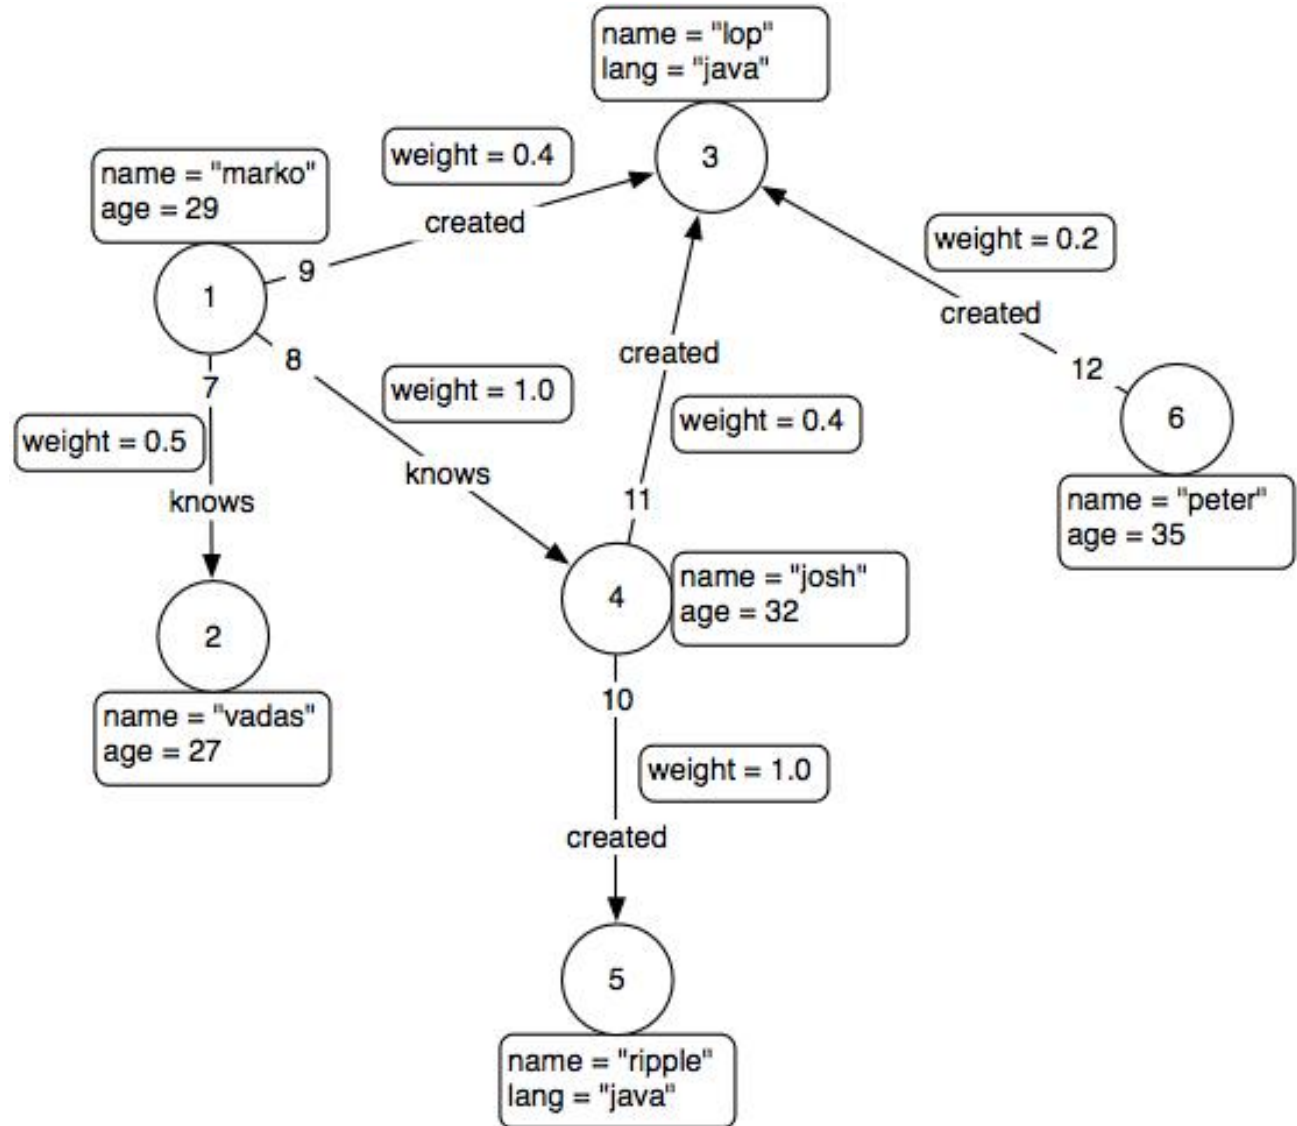 name = "lop"
lang = "java"
weight = 0.4
3
name = "marko"
age = 29
created
weight = 0.2
9
1
created
8
created
12
7
weight = 1.0
6
weight = 0.5
weight = 0.4
knows
knows
11
name = "peter"
age = 35
4
name = "josh"
age = 32
2
10
name = "vadas"
age = 27
weight = 1.0
created
5
name = "ripple"
lang = "java"